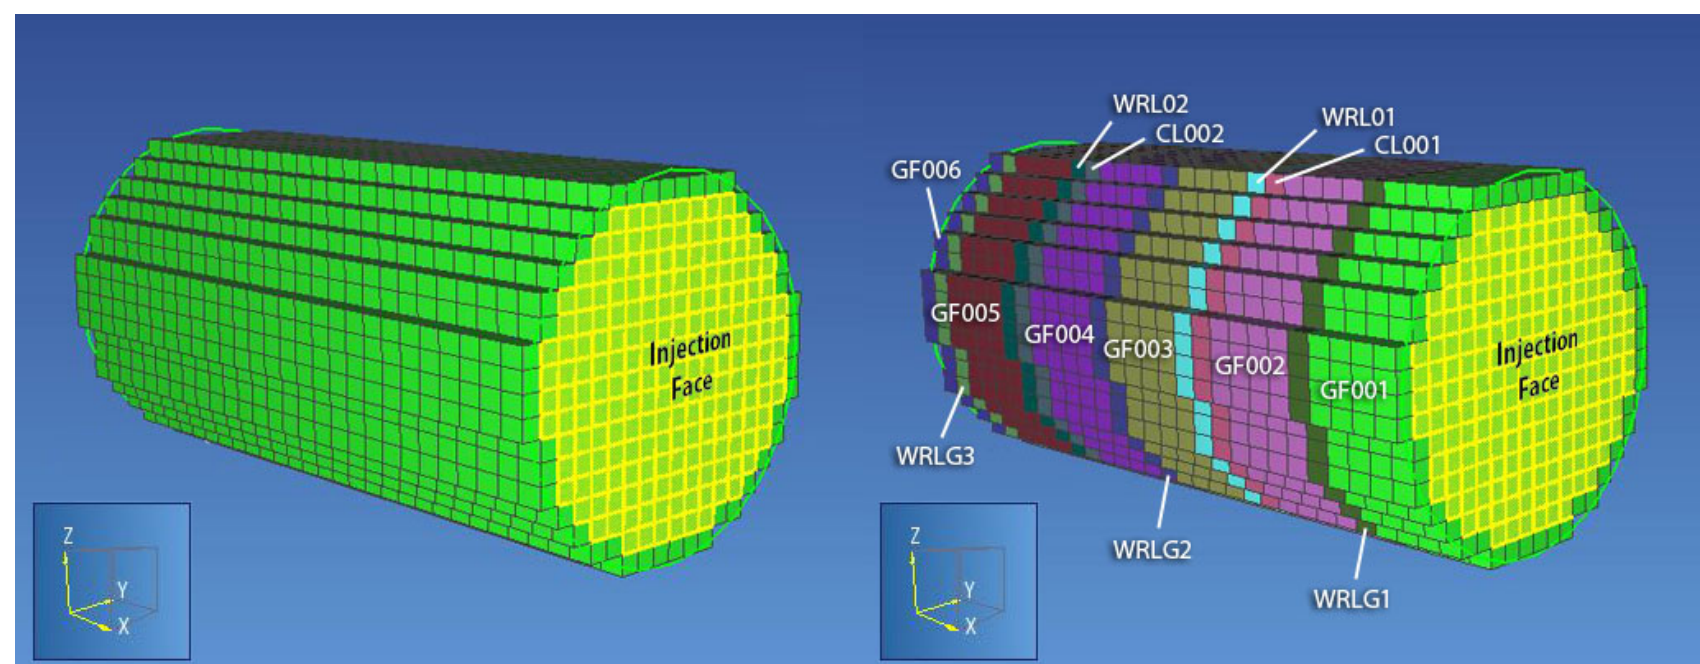 Injection
Face
Z
Y
X
WRL02
WRL01
CL002
CL001
GF006
GF005
GF004
GF003
GF002
GF001
Injection
Face
WRLG3
WRLG2
WRLG1
Z
Y
X